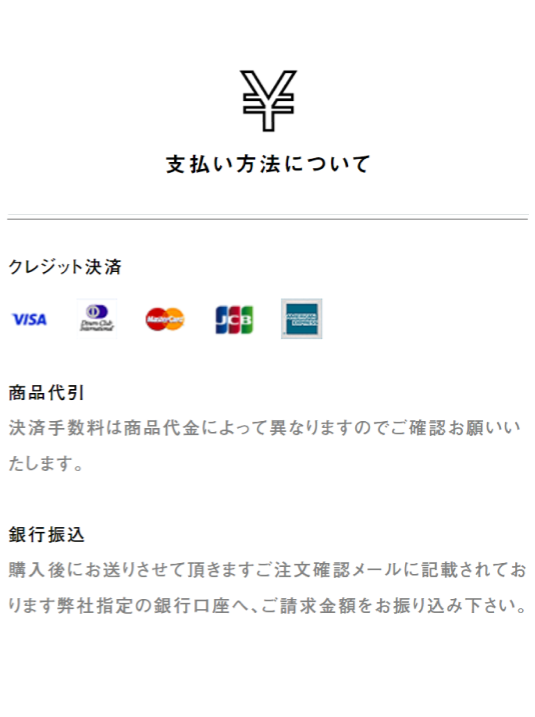 ¥
支払い方法について
クレジット決済
VISA Diners Club International MasterCard JCB AMERICAN EXPRESS
商品代引
決済手数料は商品代金によって異なりますのでご確認お願いい
たします。
銀行振込
購入後にお送りさせて頂きますご注文確認メールに記載されてお
ります弊社指定の銀行口座へ、ご請求金額をお振り込み下さい。